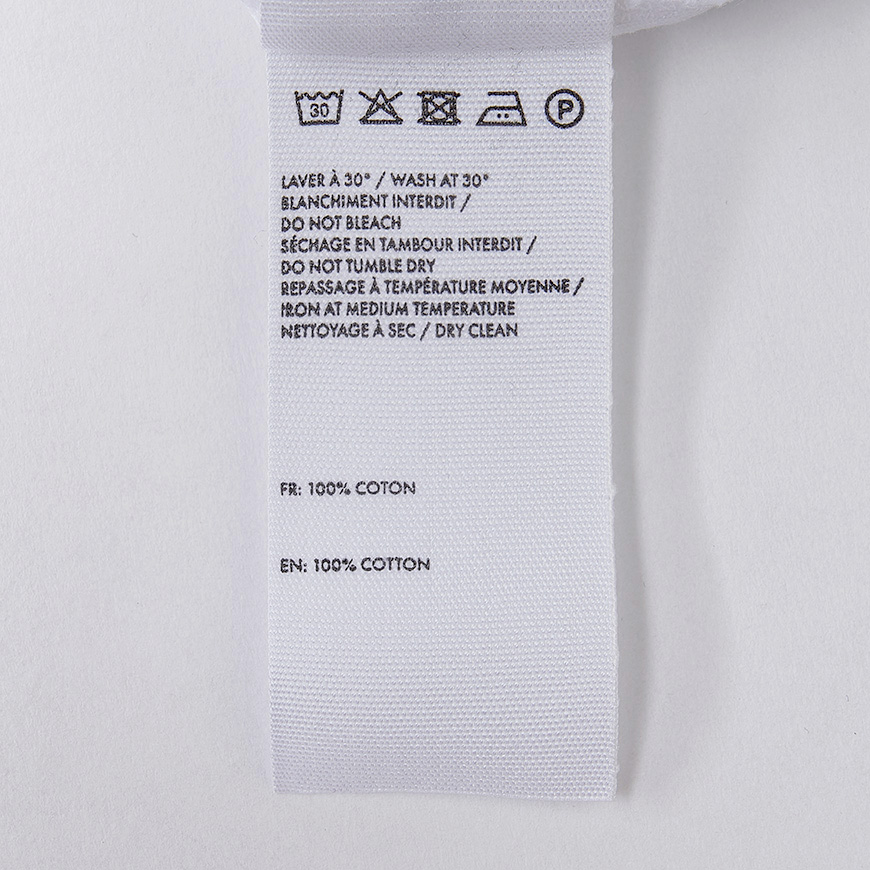 30 P
LAVER À 30° / WASH AT 30°
BLANCHIMENT INTERDIT /
DO NOT BLEACH
SÉCHAGE EN TAMBOUR INTERDIT /
DO NOT TUMBLE DRY
REPASSAGE À TEMPÉRATURE MOYENNE /
IRON AT MEDIUM TEMPERATURE
NETTOYAGE À SEC / DRY CLEAN
FR: 100% COTON
EN: 100% COTTON